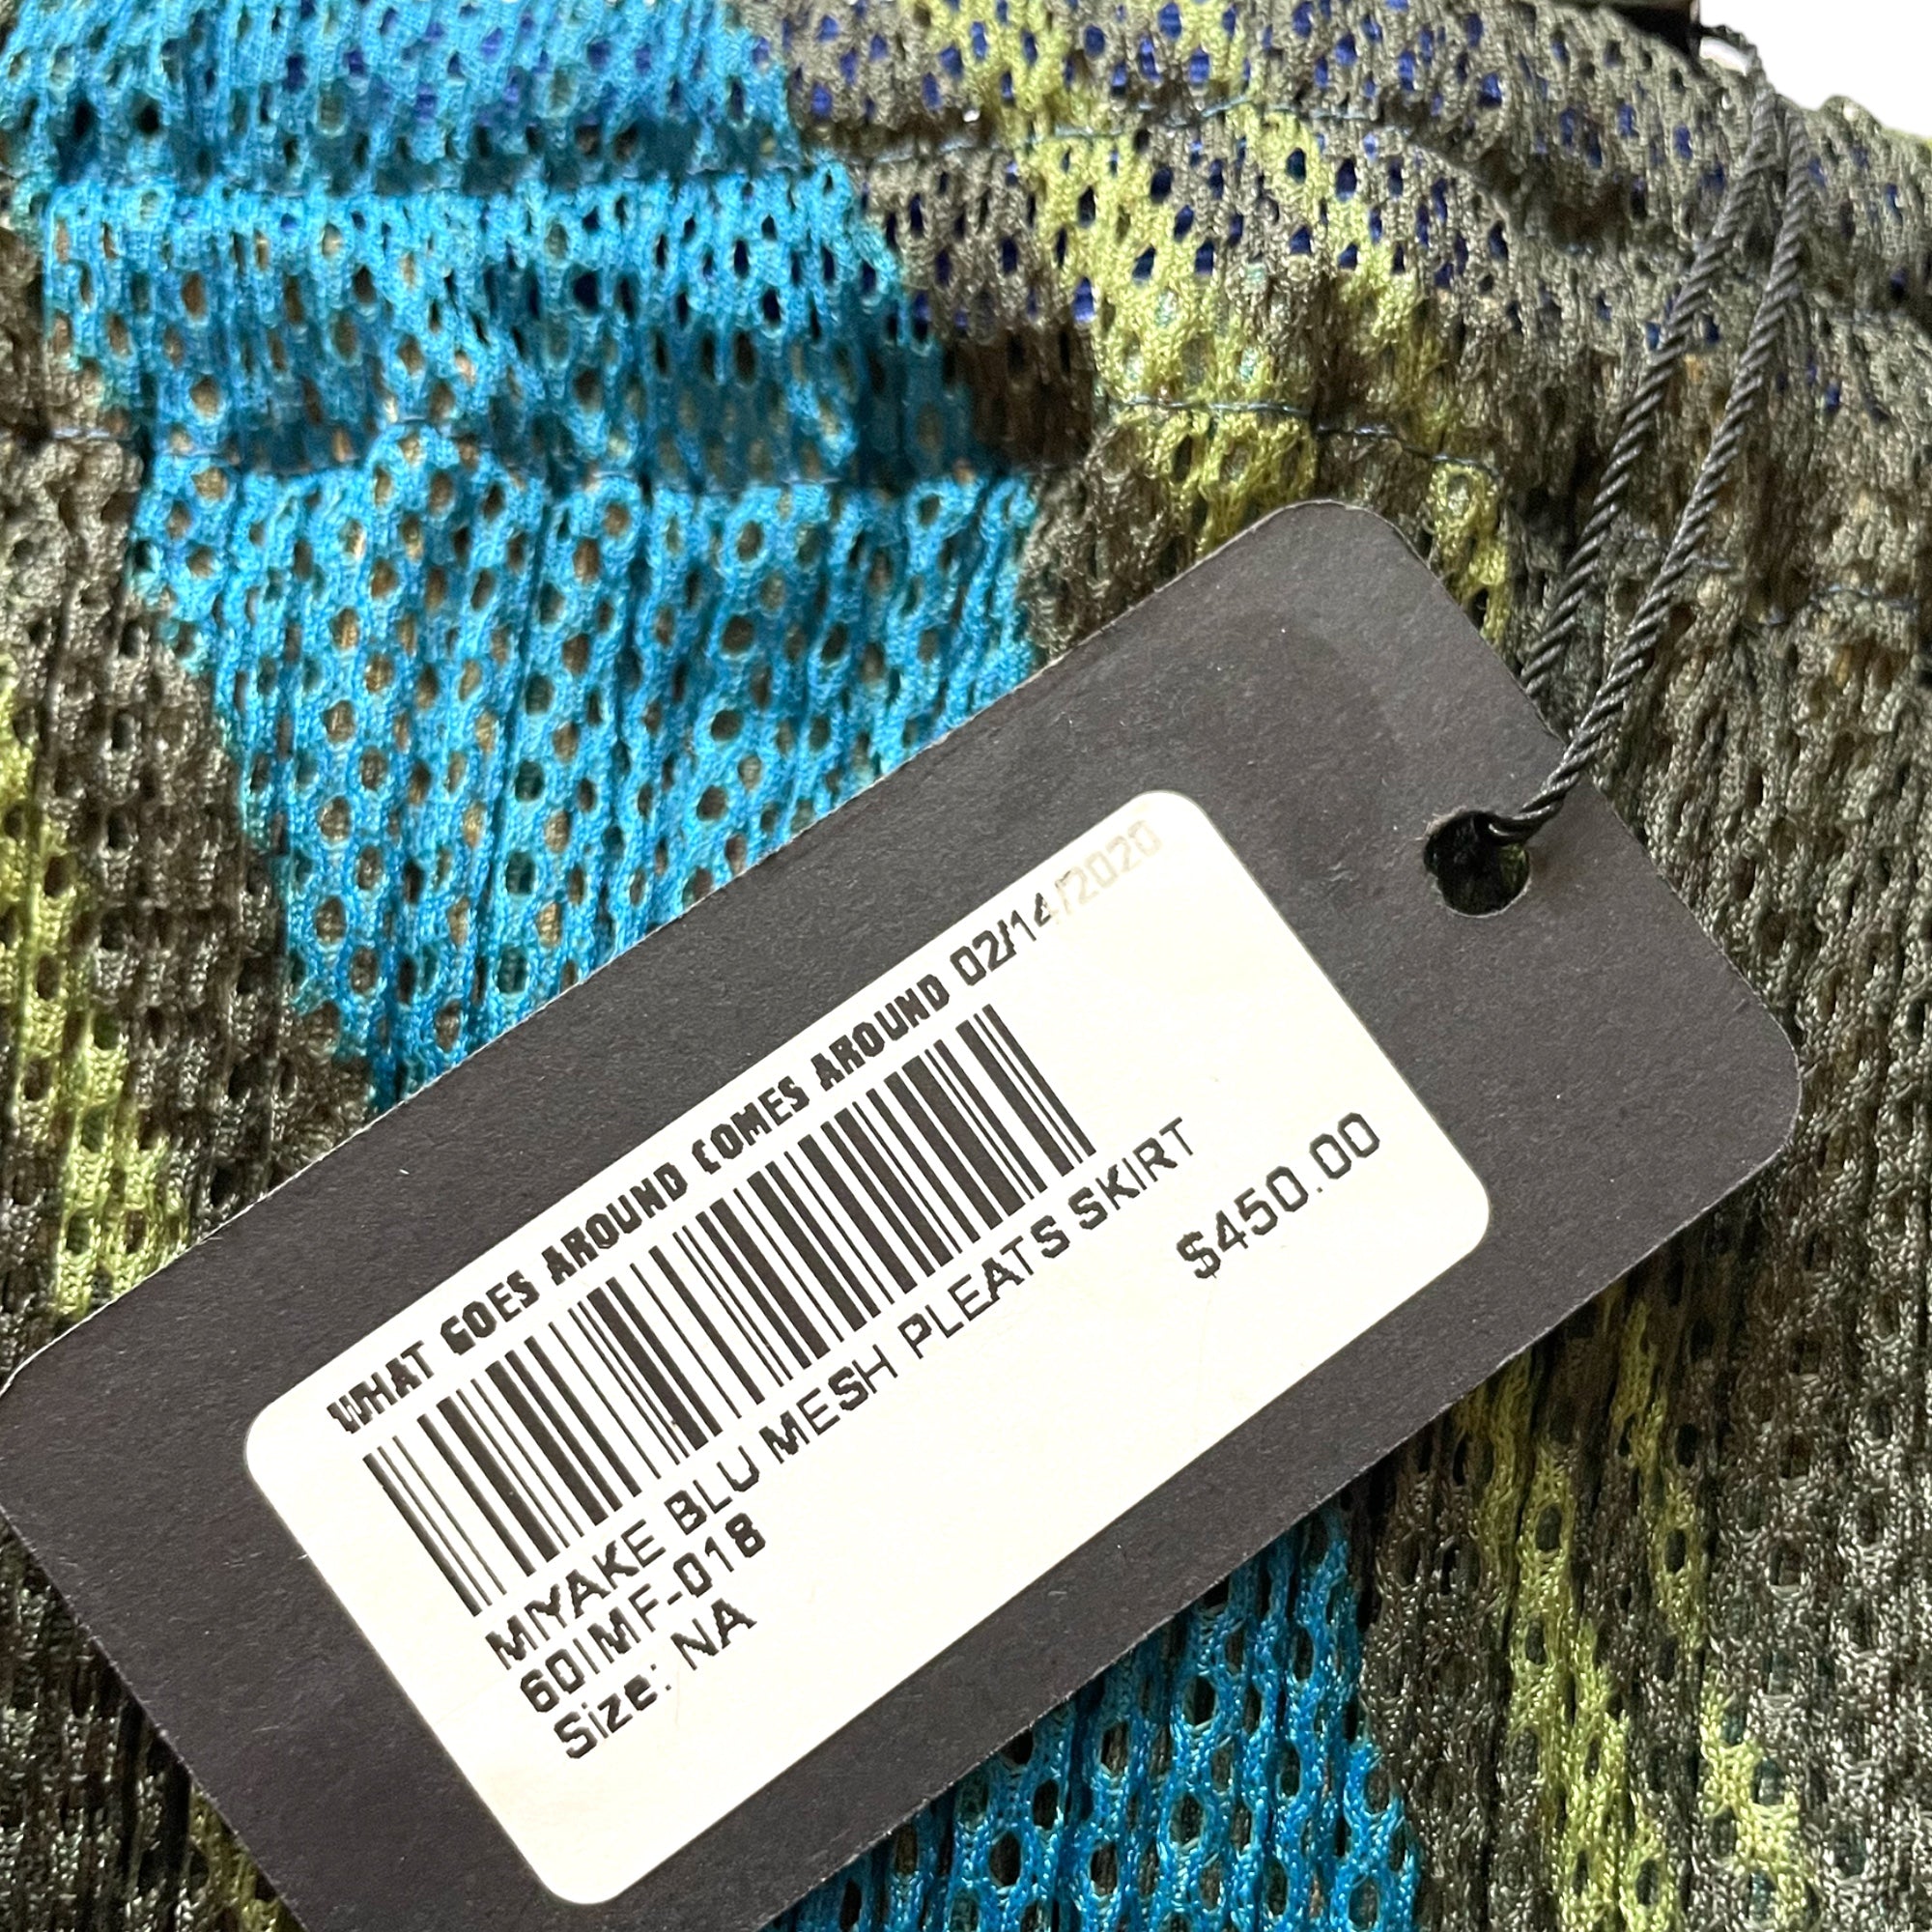 WHAT GOES AROUND COMES AROUND 02/14/2020
MIYAKE BLU MESH PLEATS SKIRT
60IMF-018
$450.00
Size: NA